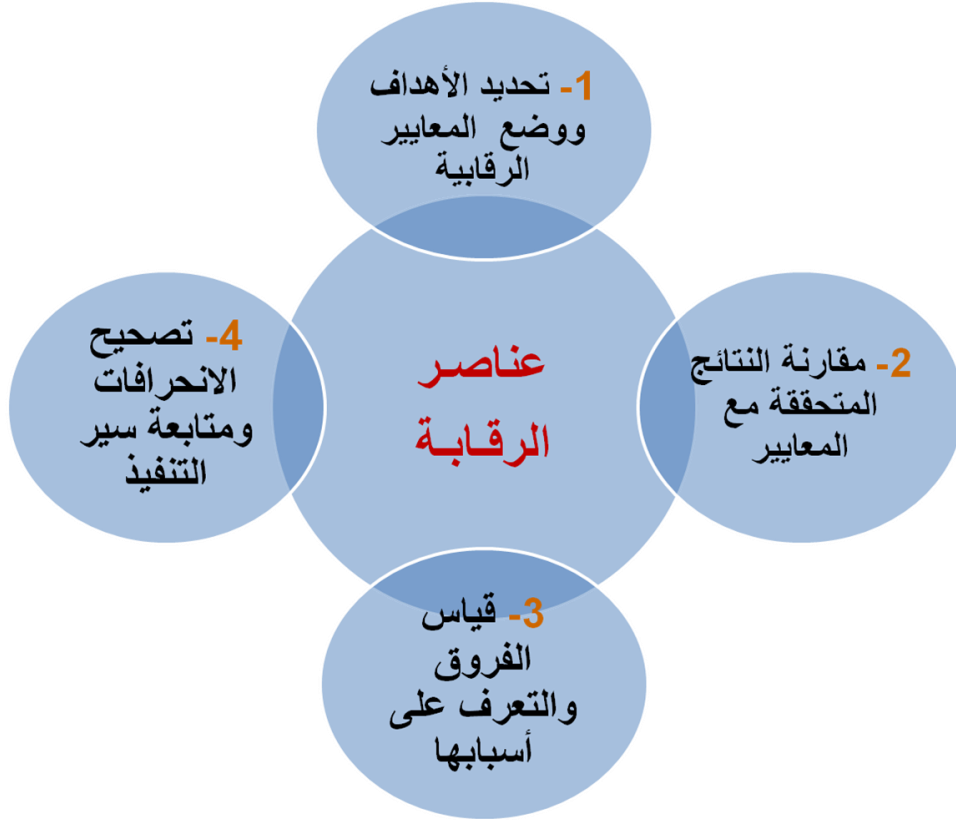 1- تحديد الأهداف
ووضع المعايير
الرقابية
2- مقارنة النتائج
المتحققة مع
المعايير
عناصر
الرقابة
3- قياس
الفروق
والتعرف على
أسبابها
4- تصحيح
الانحرافات
ومتابعة سير
التنفيذ